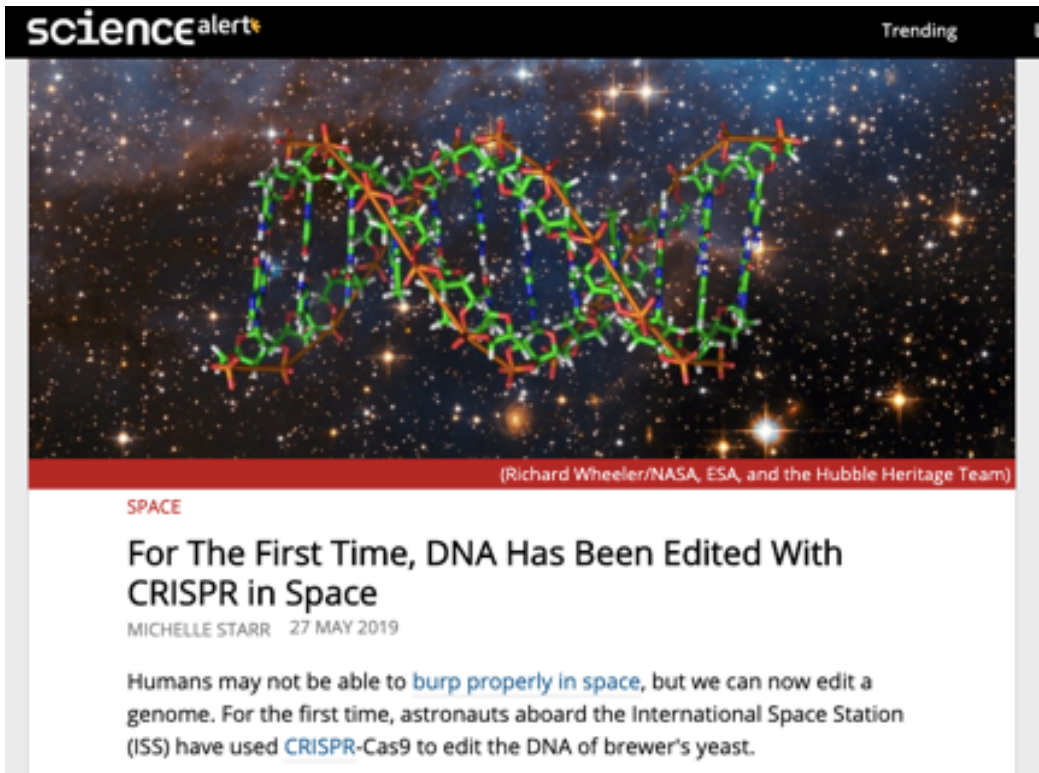 sciencealert
Trending
(Richard Wheeler/NASA, ESA, and the Hubble Heritage Team)
SPACE
For The First Time, DNA Has Been Edited With
CRISPR in Space
MICHELLE STARR 27 MAY 2019
Humans may not be able to burp properly in space, but we can now edit a
genome. For the first time, astronauts aboard the International Space Station
(ISS) have used CRISPR-Cas9 to edit the DNA of brewer's yeast.